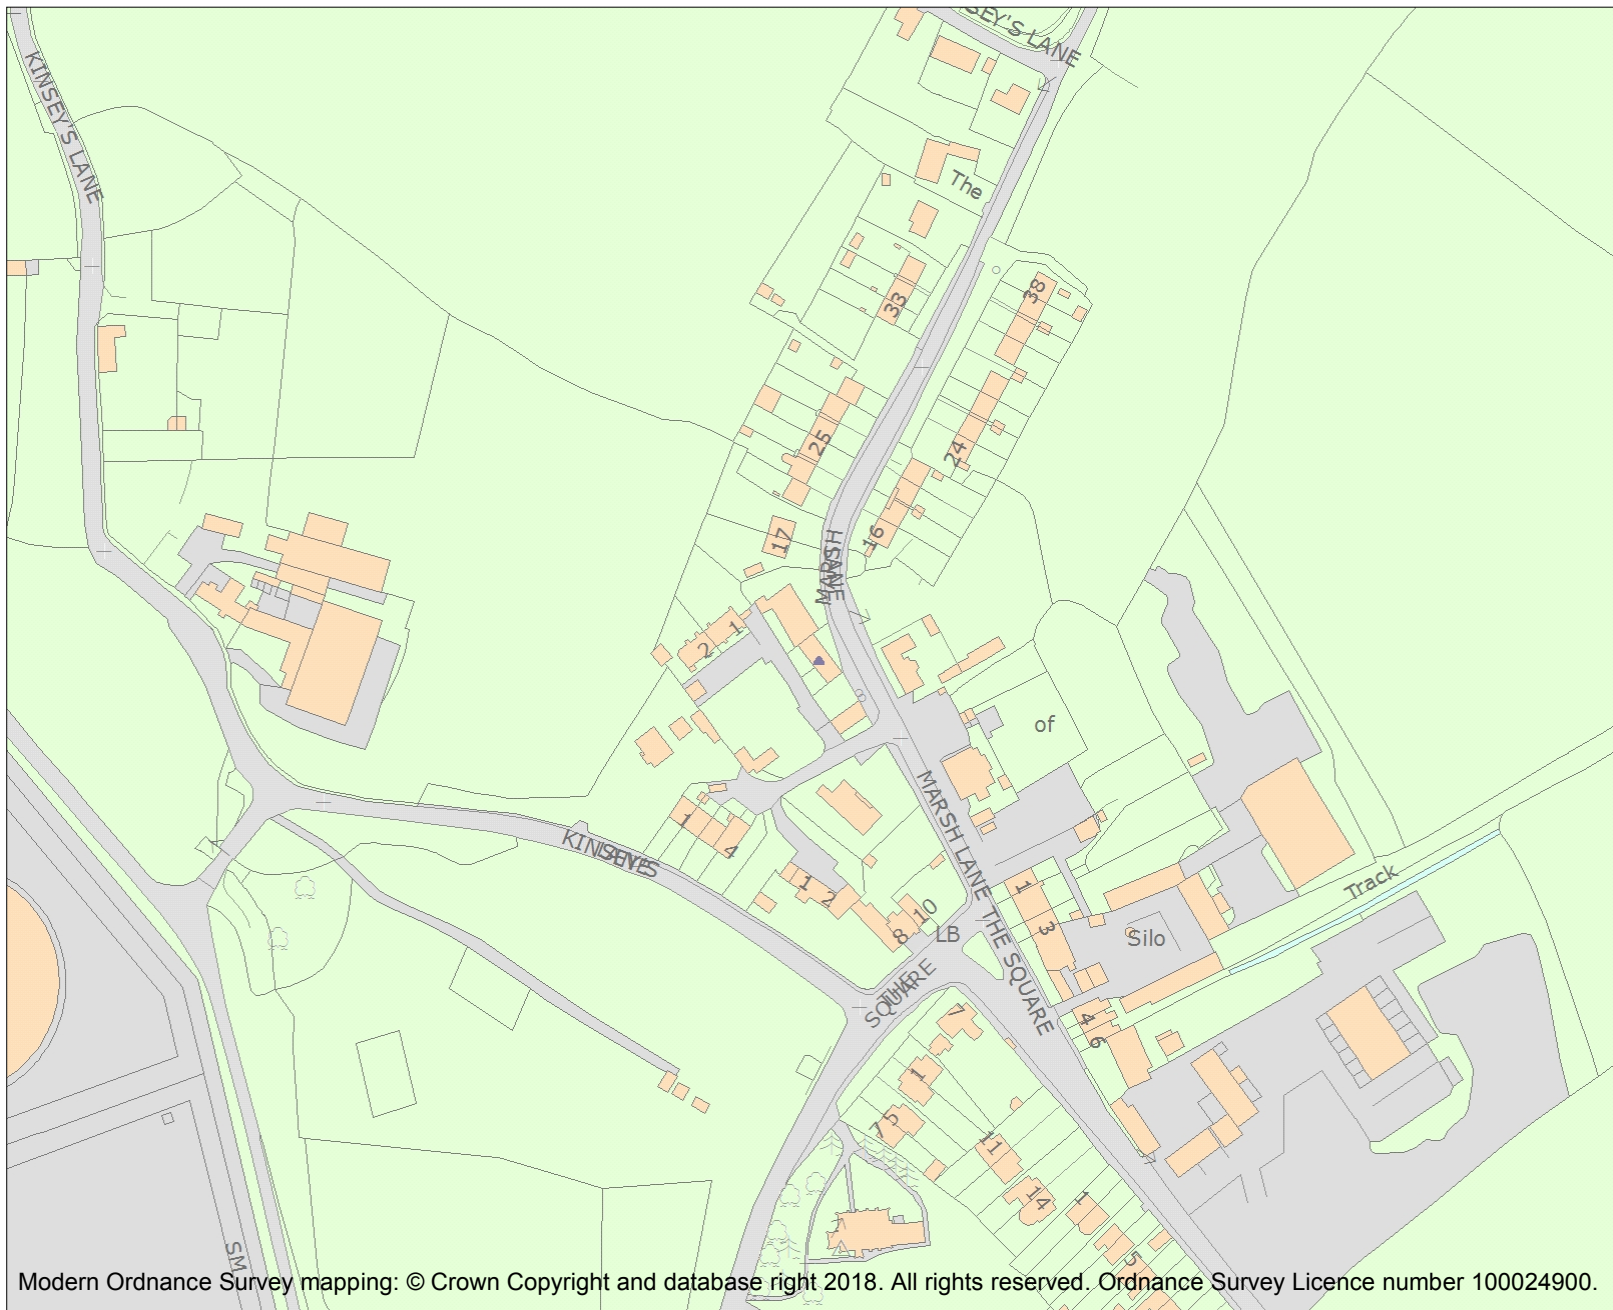 SEY'S LANE
KINSEY'S LANE
The
33
38
25
24
17
16
MARSH
LANE
1
2
of
MARSH LANE
KINSEY'S
LANE
1
4
1
2
10
8
LB
1
3
Silo
Track
THE SQUARE
THE
SQUARE
7
4
6
1
5
7
11
14
1
5
SM
Modern Ordnance Survey mapping: © Crown Copyright and database right 2018. All rights reserved. Ordnance Survey Licence number 100024900.